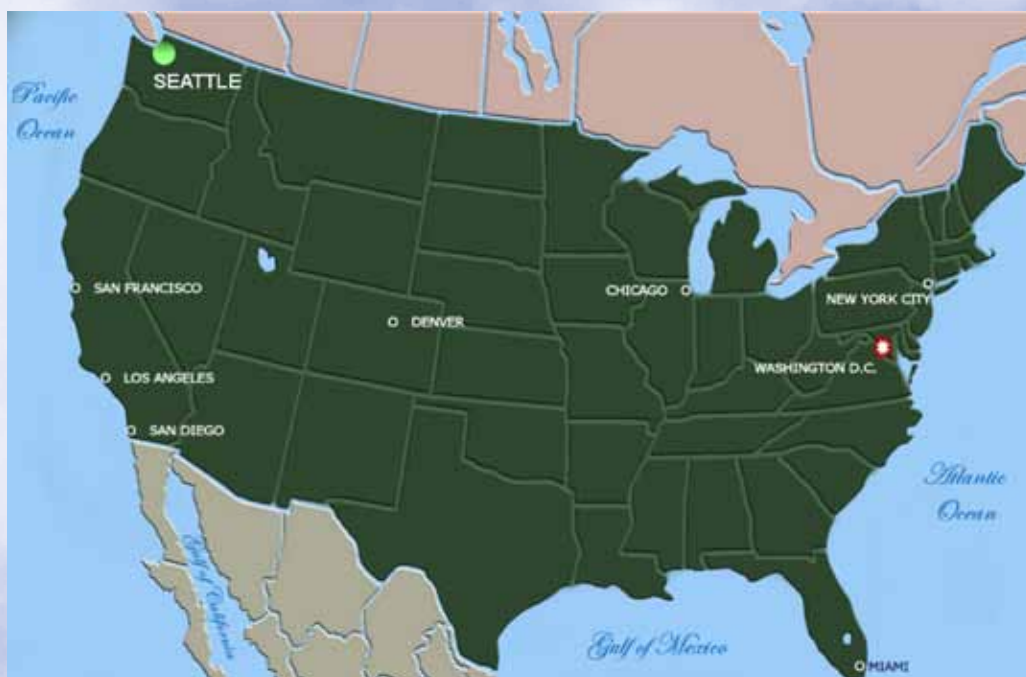 SEATTLE
Pacific
Ocean
SAN FRANCISCO
CHICAGO
NEW YORK CITY
DENVER
WASHINGTON D.C.
LOS ANGELES
SAN DIEGO
Atlantic
Ocean
Gulf of California
Gulf of Mexico
MIAMI